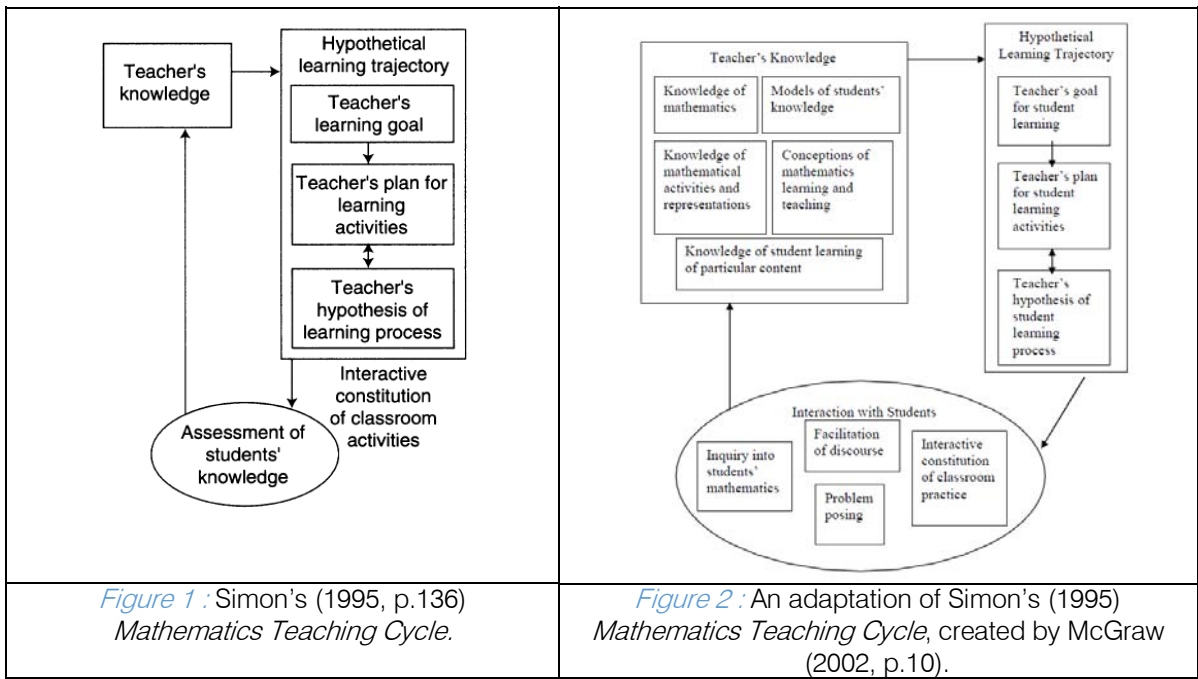 Teacher's
knowledge
Hypothetical
learning trajectory
Teacher's
learning goal
Teacher's plan for
learning
activities
Teacher's
hypothesis of
learning process
Interactive
constitution
of classroom
activities
Assessment of
students'
knowledge
Figure 1 : Simon's (1995, p.136)
Mathematics Teaching Cycle.
Teacher's Knowledge
Knowledge of
mathematics
Models of students'
knowledge
Knowledge of
mathematical
activities and
representations
Conceptions of
mathematics
learning and
teaching
Knowledge of student learning
of particular content
Hypothetical
Learning Trajectory
Teacher's goal
for student
learning
Teacher's plan
for student
learning
activities
Teacher's
hypothesis of
student
learning
process
Interaction with Students
Inquiry into
students'
mathematics
Facilitation
of discourse
Problem
posing
Interactive
constitution
of classroom
practice
Figure 2 : An adaptation of Simon's (1995)
Mathematics Teaching Cycle, created by McGraw
(2002, p.10).